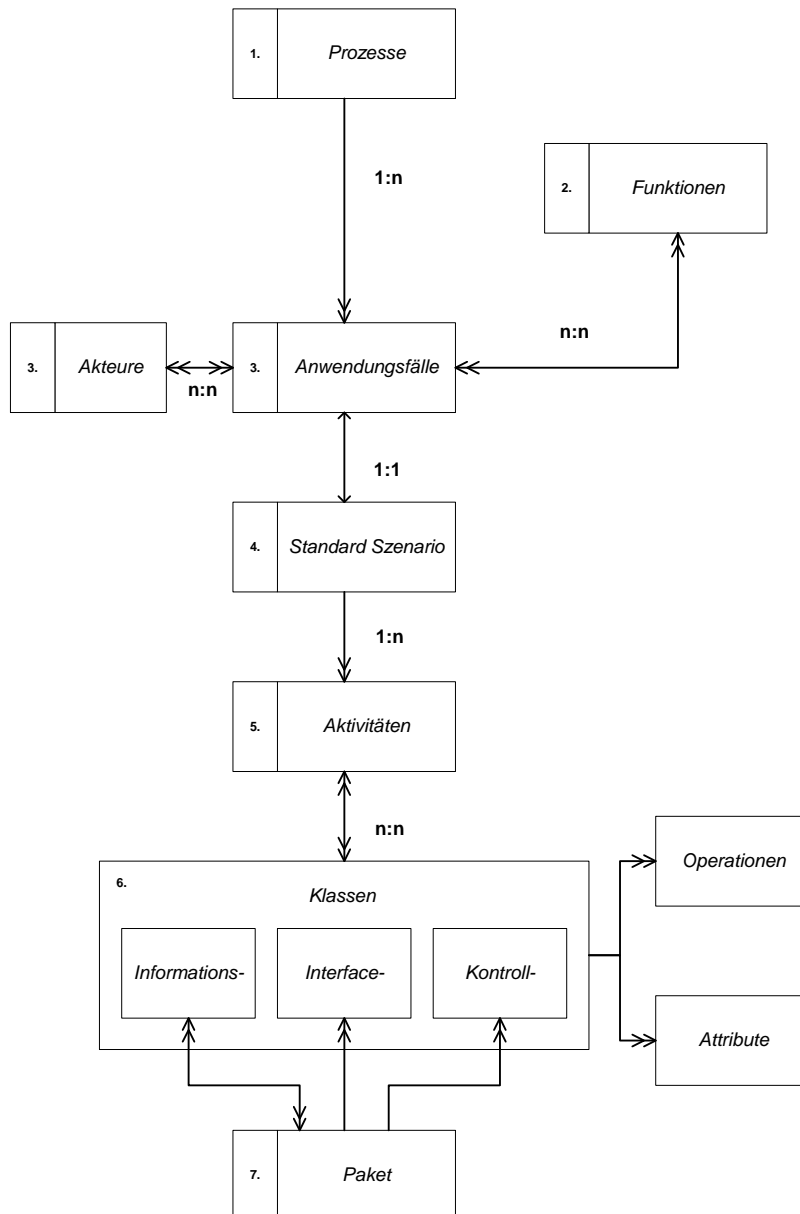 1. Prozesse
1:n
2. Funktionen
n:n
3. Akteure
n:n
3. Anwendungsfälle
1:1
4. Standard Szenario
1:n
5. Aktivitäten
n:n
6. Klassen
Operationen
Informations-
Interface-
Kontroll-
Attribute
7. Paket